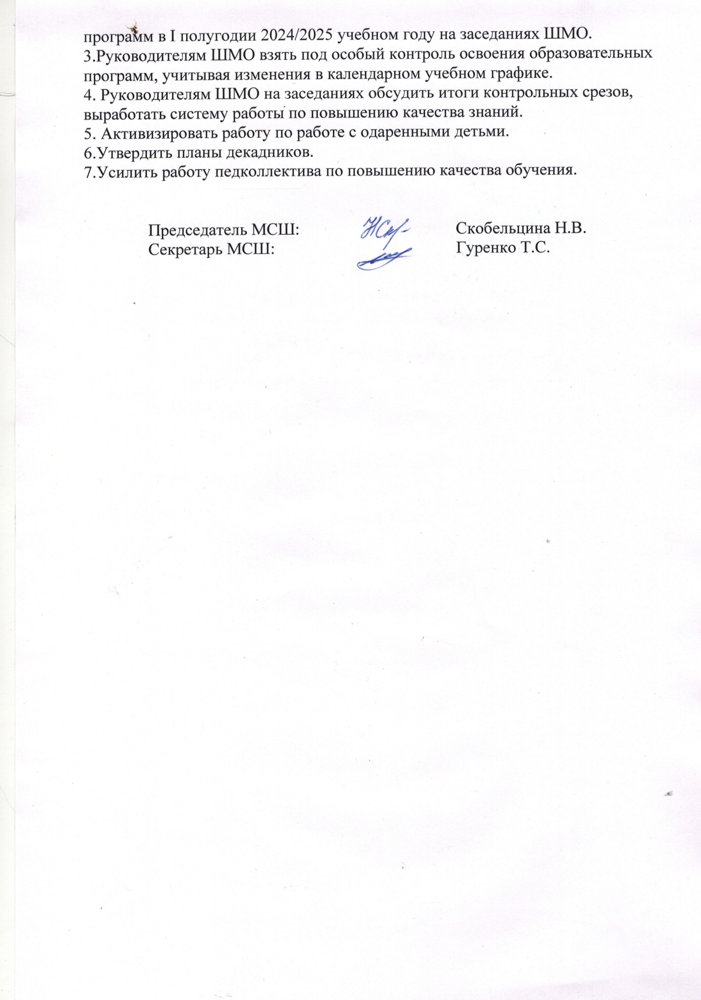 программ в I полугодии 2024/2025 учебном году на заседаниях ШМО.
3.Руководителям ШМО взять под особый контроль освоения образовательных
программ, учитывая изменения в календарном учебном графике.
4. Руководителям ШМО на заседаниях обсудить итоги контрольных срезов,
выработать систему работы по повышению качества знаний.
5. Активизировать работу по работе с одаренными детьми.
6.Утвердить планы декадников.
7.Усилить работу педколлектива по повышению качества обучения.
Председатель МСШ: Скобельцина Н.В.
Секретарь МСШ: Гуренко Т.С.